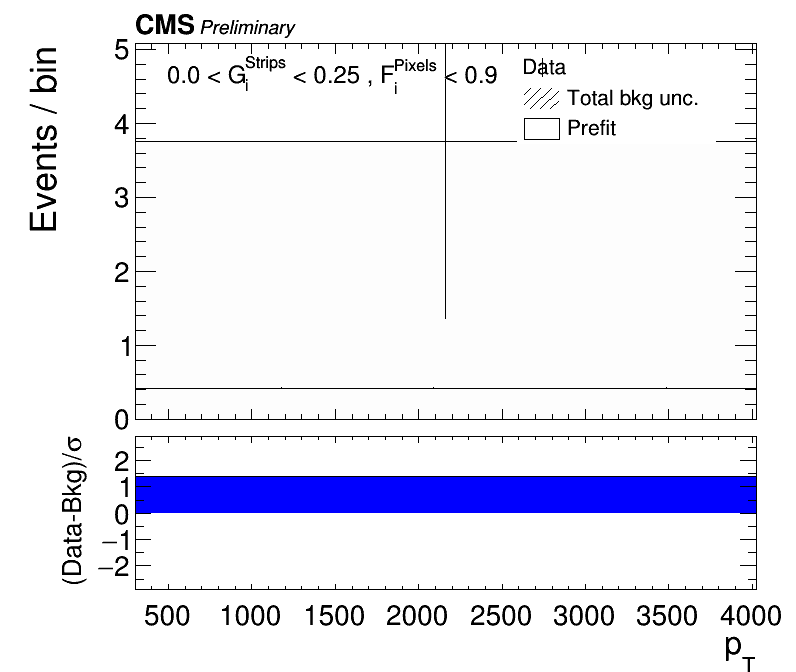 CMS Preliminary
0.0 < G_i^Strips < 0.25 , F_i^Pixels < 0.9
Data
Total bkg unc.
Prefit
Events / bin
5
4
3
2
1
0
(Data-Bkg)/σ
2
1
0
−1
−2
500 1000 1500 2000 2500 3000 3500 4000
p_T